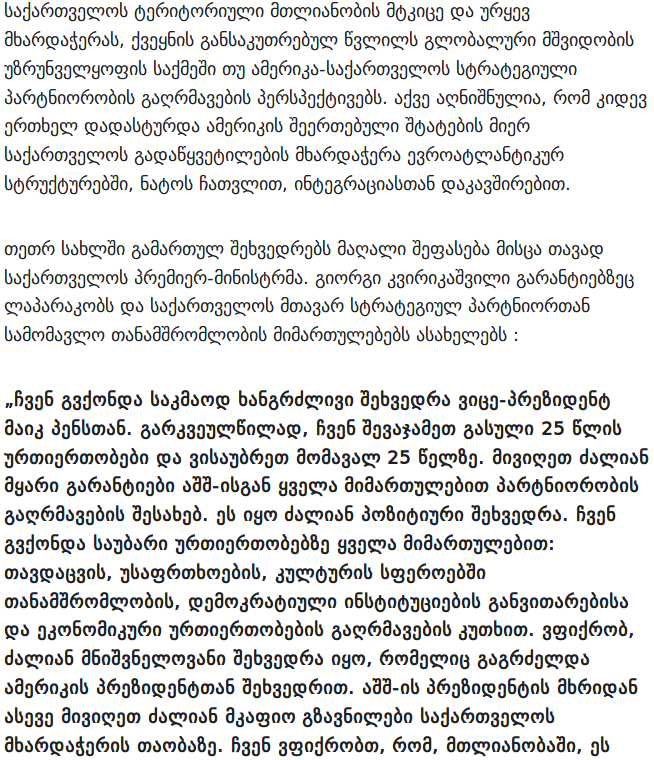 საქართველოს ტერიტორიული მთლიანობის მტკიცე და ურყევ
მხარდაჭერას, ქვეყნის განსაკუთრებულ წვლილს გლობალური მშვიდობის
უზრუნველყოფის საქმეში თუ ამერიკა-საქართველოს სტრატეგიული
პარტნიორობის გაღრმავების პერსპექტივებს. აქვე აღნიშნულია, რომ კიდევ
ერთხელ დადასტურდა ამერიკის შეერთებული შტატების მიერ
საქართველოს გადაწყვეტილების მხარდაჭერა ევროატლანტიკურ
სტრუქტურებში, ნატოს ჩათვლით, ინტეგრაციასთან დაკავშირებით.
თეთრ სახლში გამართულ შეხვედრებს მაღალი შეფასება მისცა თავად
საქართველოს პრემიერ-მინისტრმა. გიორგი კვირიკაშვილი გარანტიებზეც
ლაპარაკობს და საქართველოს მთავარ სტრატეგიულ პარტნიორთან
სამომავლო თანამშრომლობის მიმართულებებს ასახელებს :
„ჩვენ გვქონდა საკმაოდ ხანგრძლივი შეხვედრა ვიცე-პრეზიდენტ
მაიკ პენსთან. გარკვეულწილად, ჩვენ შევაჯამეთ გასული 25 წლის
ურთიერთობები და ვისაუბრეთ მომავალ 25 წელზე. მივიღეთ ძალიან
მყარი გარანტიები აშშ-ისგან ყველა მიმართულებით პარტნიორობის
გაღრმავების შესახებ. ეს იყო ძალიან პოზიტიური შეხვედრა. ჩვენ
გვქონდა საუბარი ურთიერთობებზე ყველა მიმართულებით:
თავდაცვის, უსაფრთხოების, კულტურის სფეროებში
თანამშრომლობის, დემოკრატიული ინსტიტუციების განვითარებისა
და ეკონომიკური ურთიერთობების გაღრმავების კუთხით. ვფიქრობ,
ძალიან მნიშვნელოვანი შეხვედრა იყო, რომელიც გაგრძელდა
ამერიკის პრეზიდენტთან შეხვედრით. აშშ-ის პრეზიდენტის მხრიდან
ასევე მივიღეთ ძალიან მკაფიო გზავნილები საქართველოს
მხარდაჭერის თაობაზე. ჩვენ ვფიქრობთ, რომ, მთლიანობაში, ეს